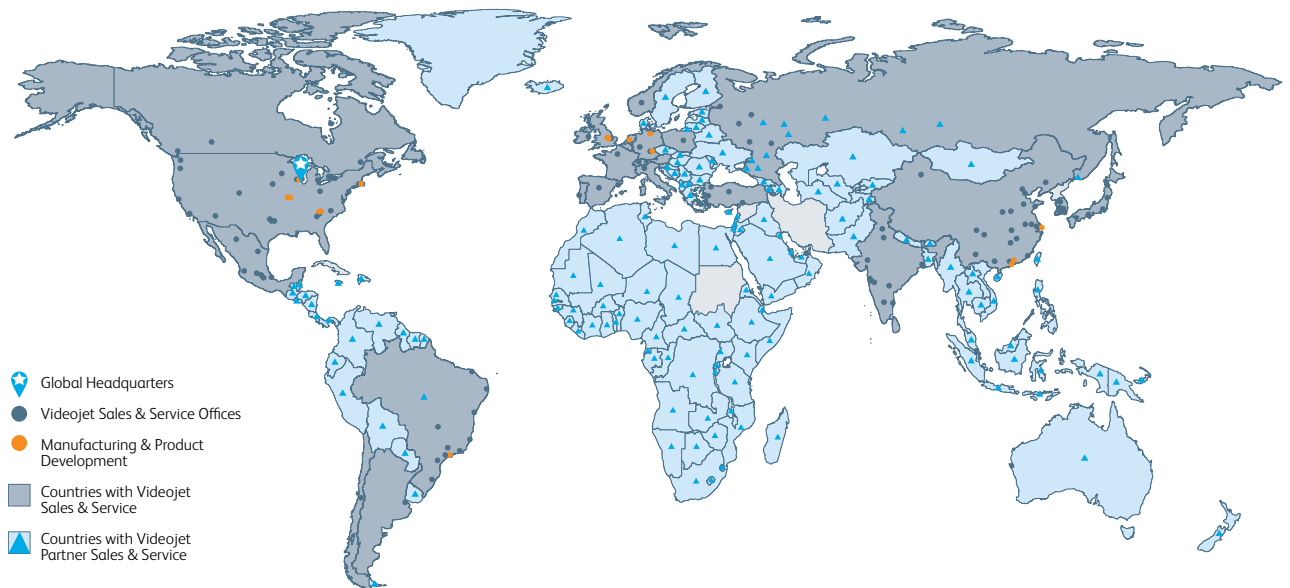 Global Headquarters
Videojet Sales & Service Offices
Manufacturing & Product
Development
Countries with Videojet
Sales & Service
Countries with Videojet
Partner Sales & Service